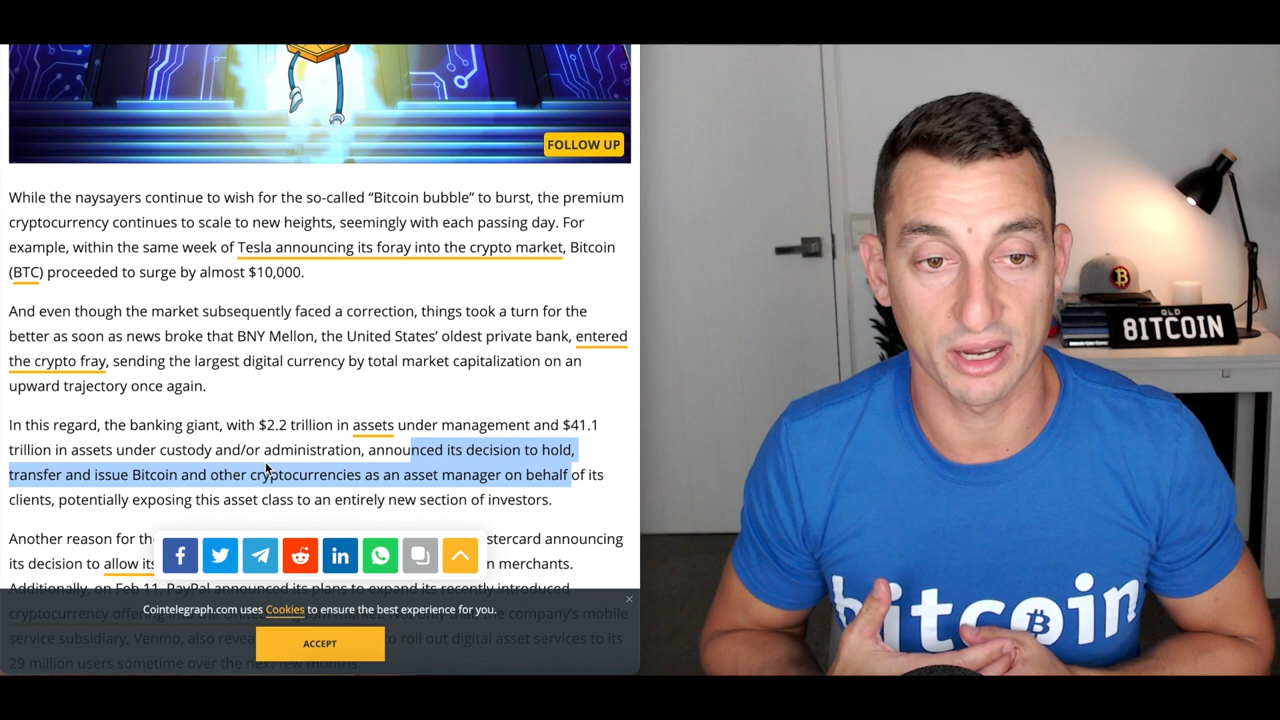 FOLLOW UP
While the naysayers continue to wish for the so-called “Bitcoin bubble” to burst, the premium
cryptocurrency continues to scale to new heights, seemingly with each passing day. For
example, within the same week of Tesla announcing its foray into the crypto market, Bitcoin
(BTC) proceeded to surge by almost $10,000.
And even though the market subsequently faced a correction, things took a turn for the
better as soon as news broke that BNY Mellon, the United States’ oldest private bank, entered
the crypto fray, sending the largest digital currency by total market capitalization on an
upward trajectory once again.
In this regard, the banking giant, with $2.2 trillion in assets under management and $41.1
trillion in assets under custody and/or administration, announced its decision to hold,
transfer and issue Bitcoin and other cryptocurrencies as an asset manager on behalf of its
clients, potentially exposing this asset class to an entirely new section of investors.
Another reason for the stercard announcing
its decision to allow its n merchants.
Additionally, on Feb 11, PayPal announced its plans to expand its recently introduced
cryptocurrency offering company’s mobile
service subsidiary, Venmo, also to roll out digital asset services to its
29 million users sometime over the next few months.
Cointelegraph.com uses Cookies to ensure the best experience for you.
ACCEPT
QLD
8ITCOIN
bitcoin